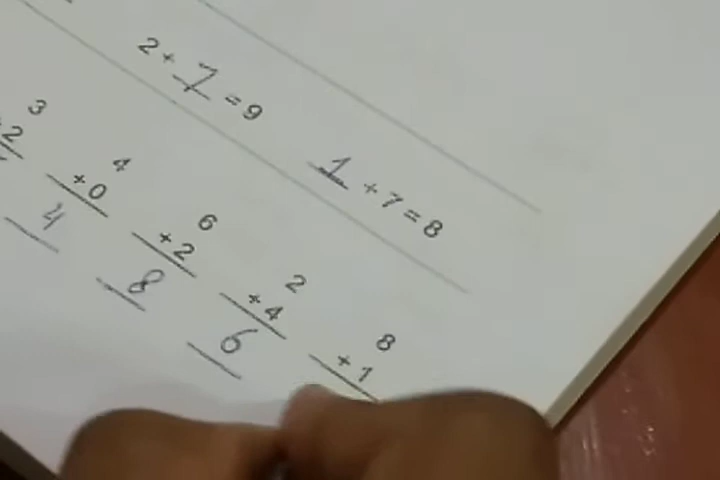 2 + 7 = 9
1 + 7 = 8
3 4 6 2 8
+2 +0 +2 +4 +1
4 8 6